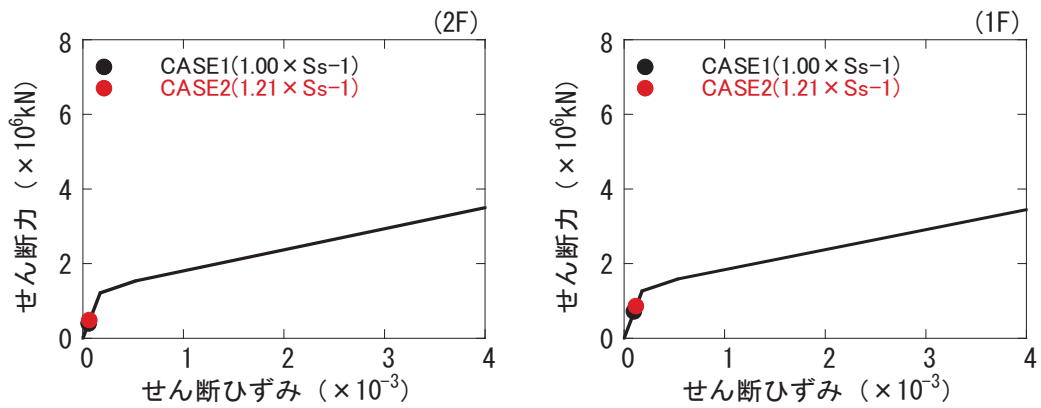 (2F)
8
6
4
2
0
せん断力（×10⁶kN）
CASE1(1.00×Ss-1)
CASE2(1.21×Ss-1)
0 1 2 3 4
せん断ひずみ（×10⁻³）
(1F)
8
6
4
2
0
せん断力（×10⁶kN）
CASE1(1.00×Ss-1)
CASE2(1.21×Ss-1)
0 1 2 3 4
せん断ひずみ（×10⁻³）